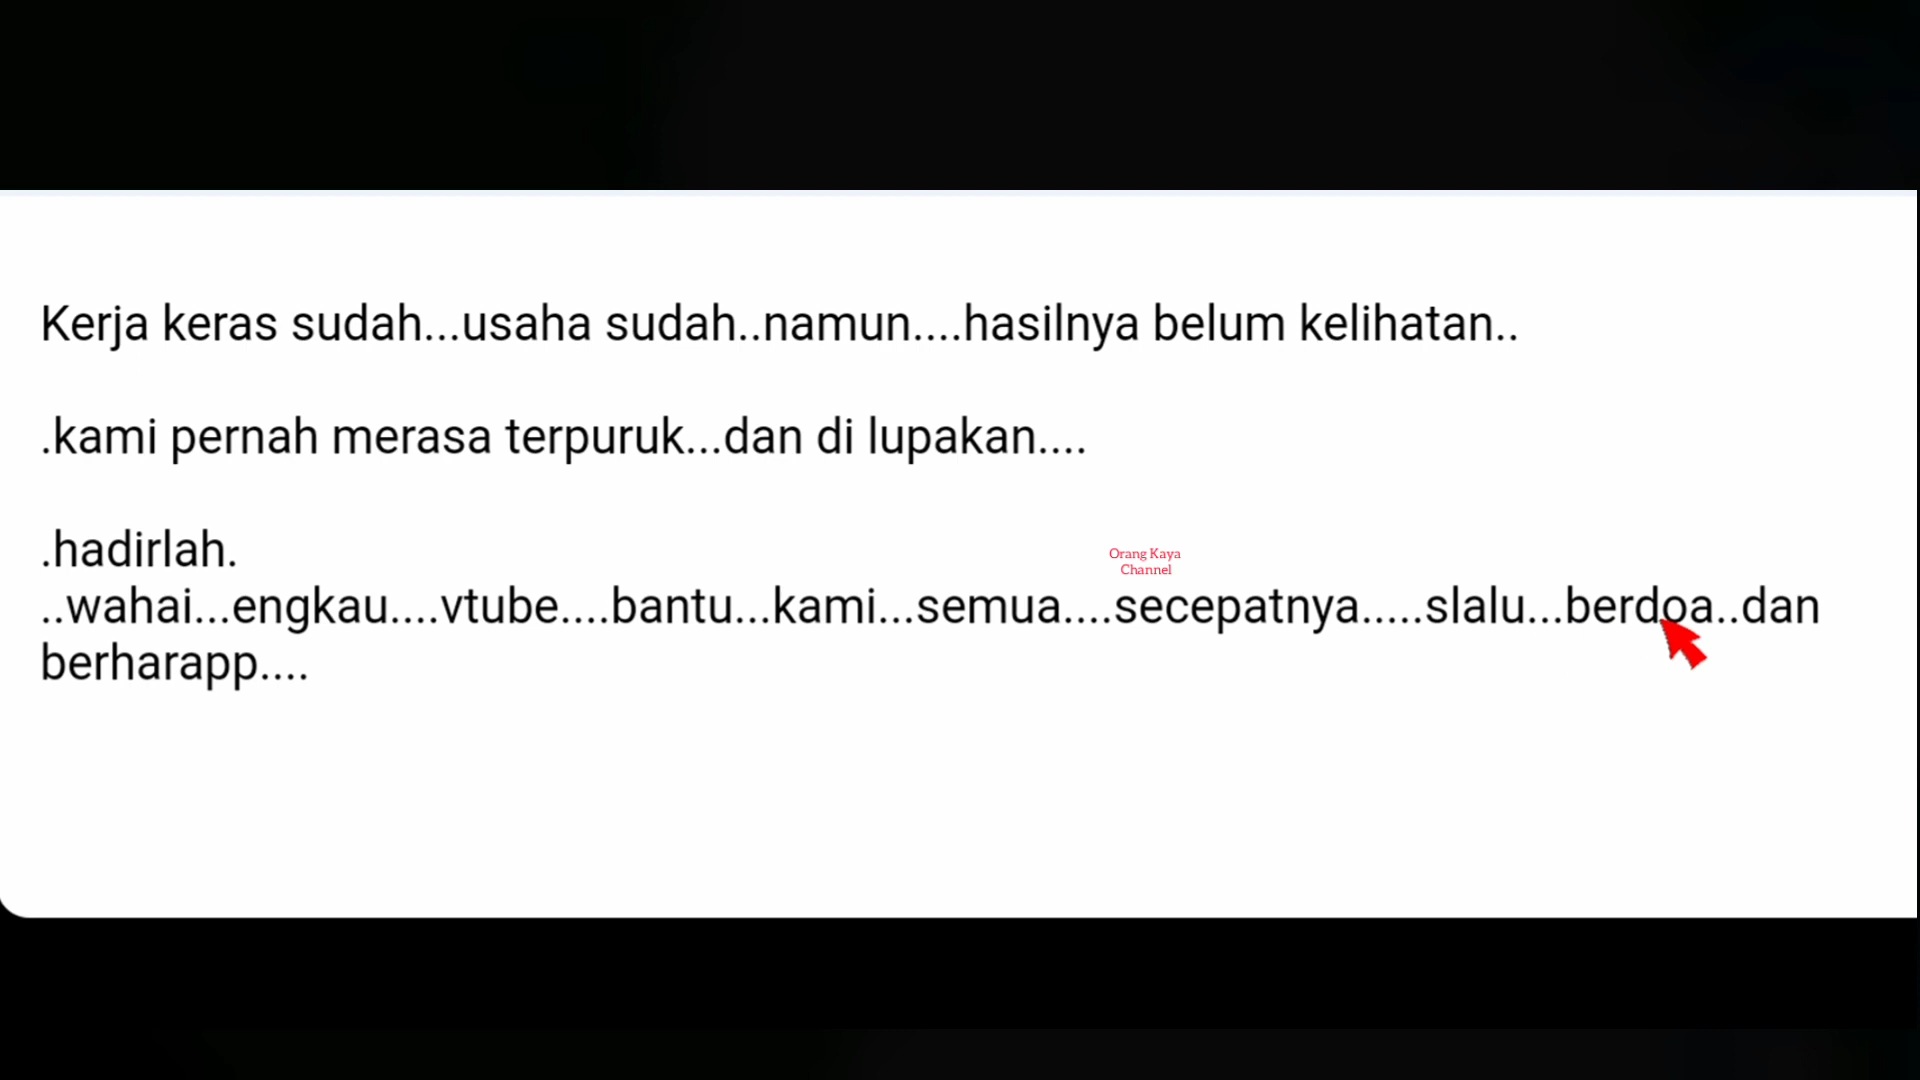 Kerja keras sudah...usaha sudah..namun....hasilnya belum kelihatan..
.kami pernah merasa terpuruk...dan di lupakan....
.hadirlah.
Orang Kaya
Channel
..wahai...engkau....vtube....bantu...kami...semua....secepatnya.....slalu...berdoa..dan
berharapp....